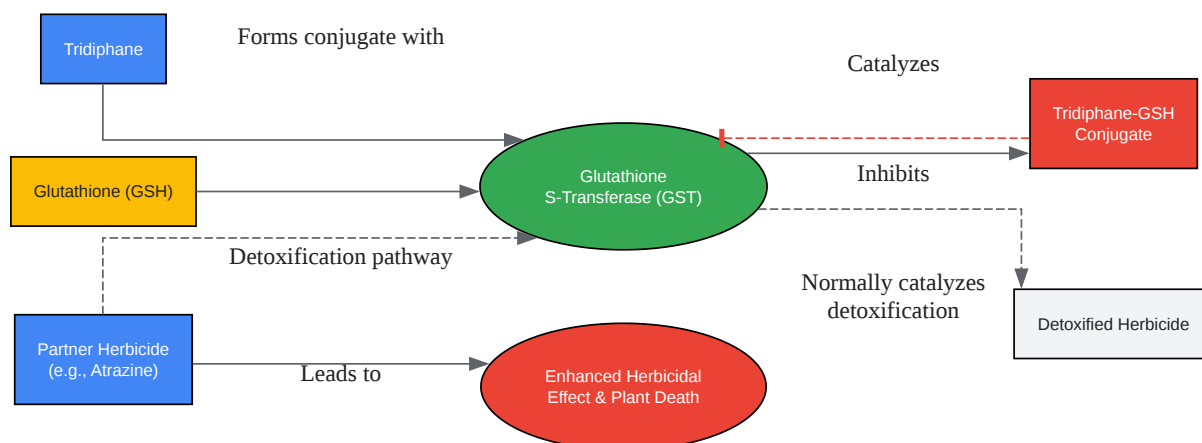 Tridiphane
Forms conjugate with
Catalyzes
Tridiphane-GSH
Conjugate
Glutathione (GSH)
Glutathione
S-Transferase (GST)
Inhibits
Detoxification pathway
Normally catalyzes
detoxification
Detoxified Herbicide
Partner Herbicide
(e.g., Atrazine)
Leads to
Enhanced Herbicidal
Effect & Plant Death